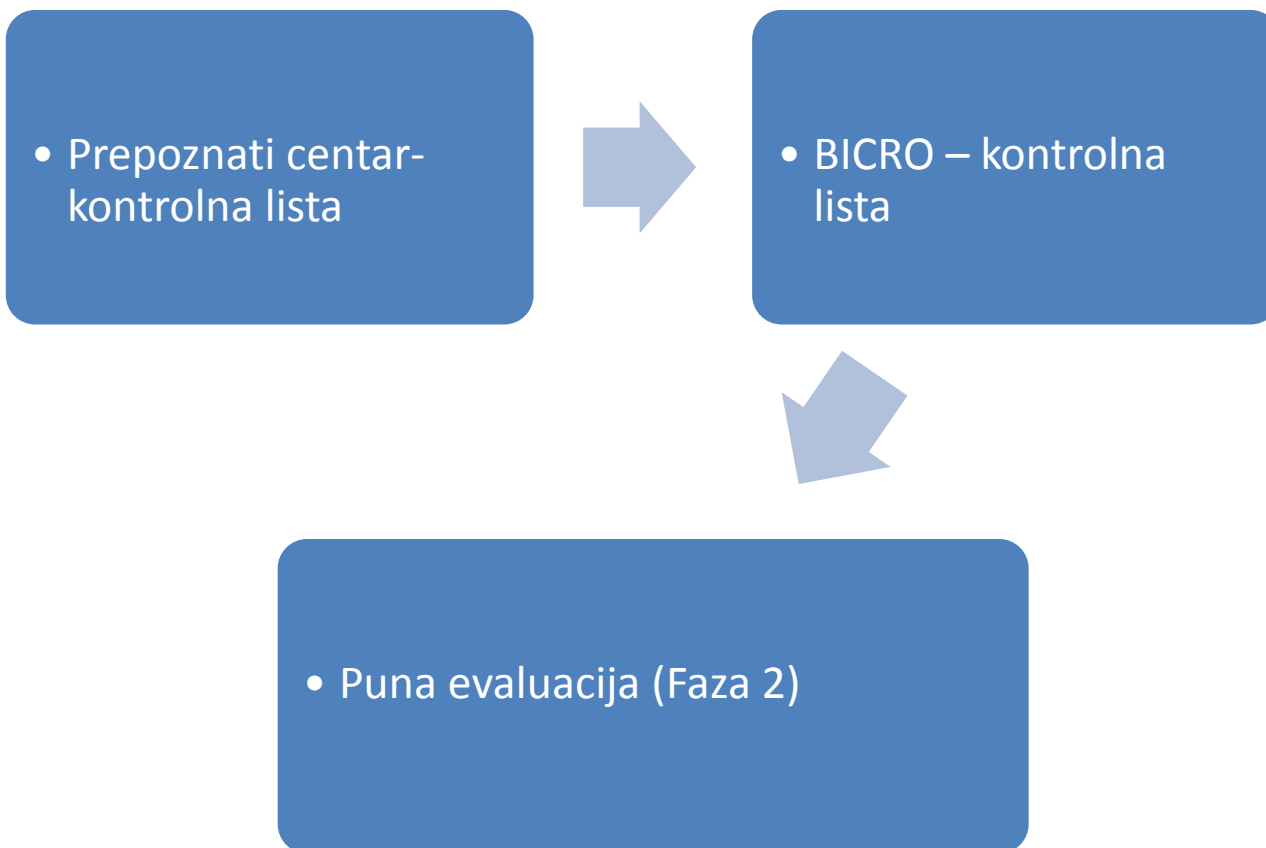 • Prepoznati centar-
kontrolna lista
• BICRO – kontrolna
lista
• Puna evaluacija (Faza 2)